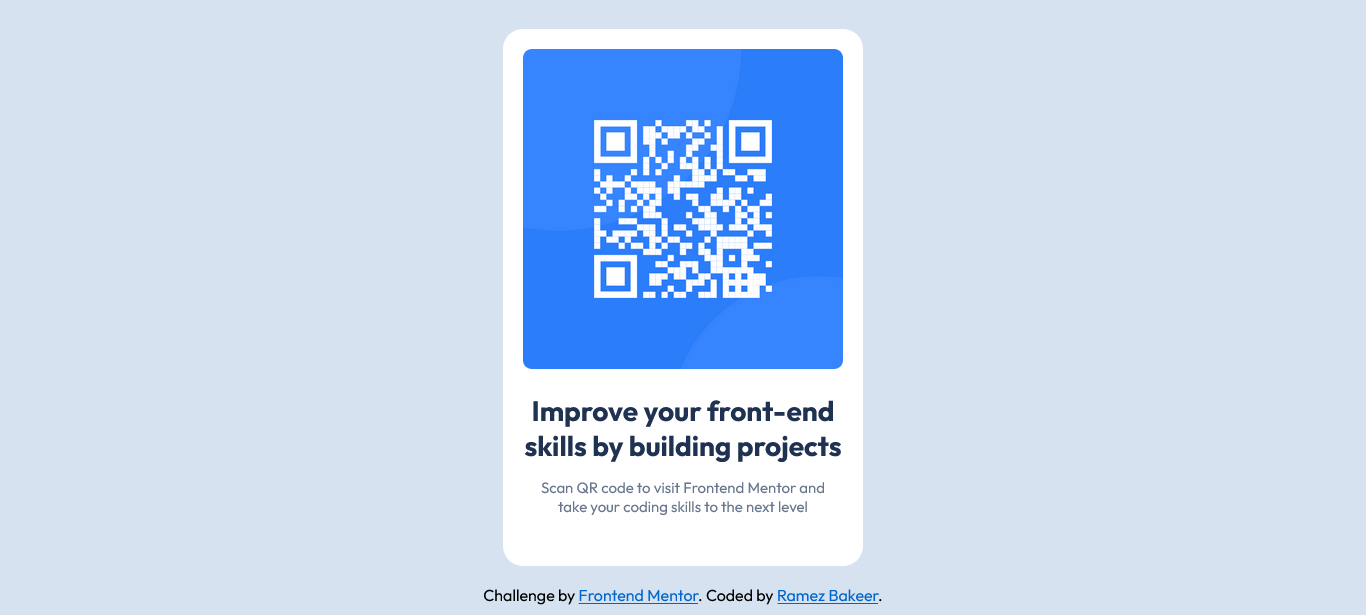 Improve your front-end
skills by building projects
Scan QR code to visit Frontend Mentor and
take your coding skills to the next level
Challenge by Frontend Mentor. Coded by Ramez Bakeer.